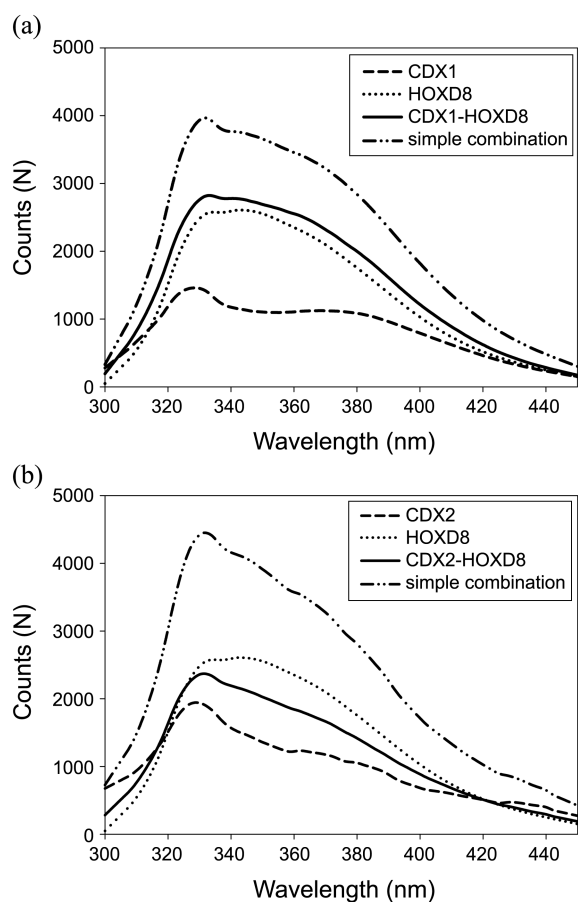 (a)
5000
4000
3000
2000
1000
0
Counts (N)
CDX1
HOXD8
CDX1-HOXD8
simple combination
300 320 340 360 380 400 420 440
Wavelength (nm)
(b)
5000
4000
3000
2000
1000
0
Counts (N)
CDX2
HOXD8
CDX2-HOXD8
simple combination
300 320 340 360 380 400 420 440
Wavelength (nm)